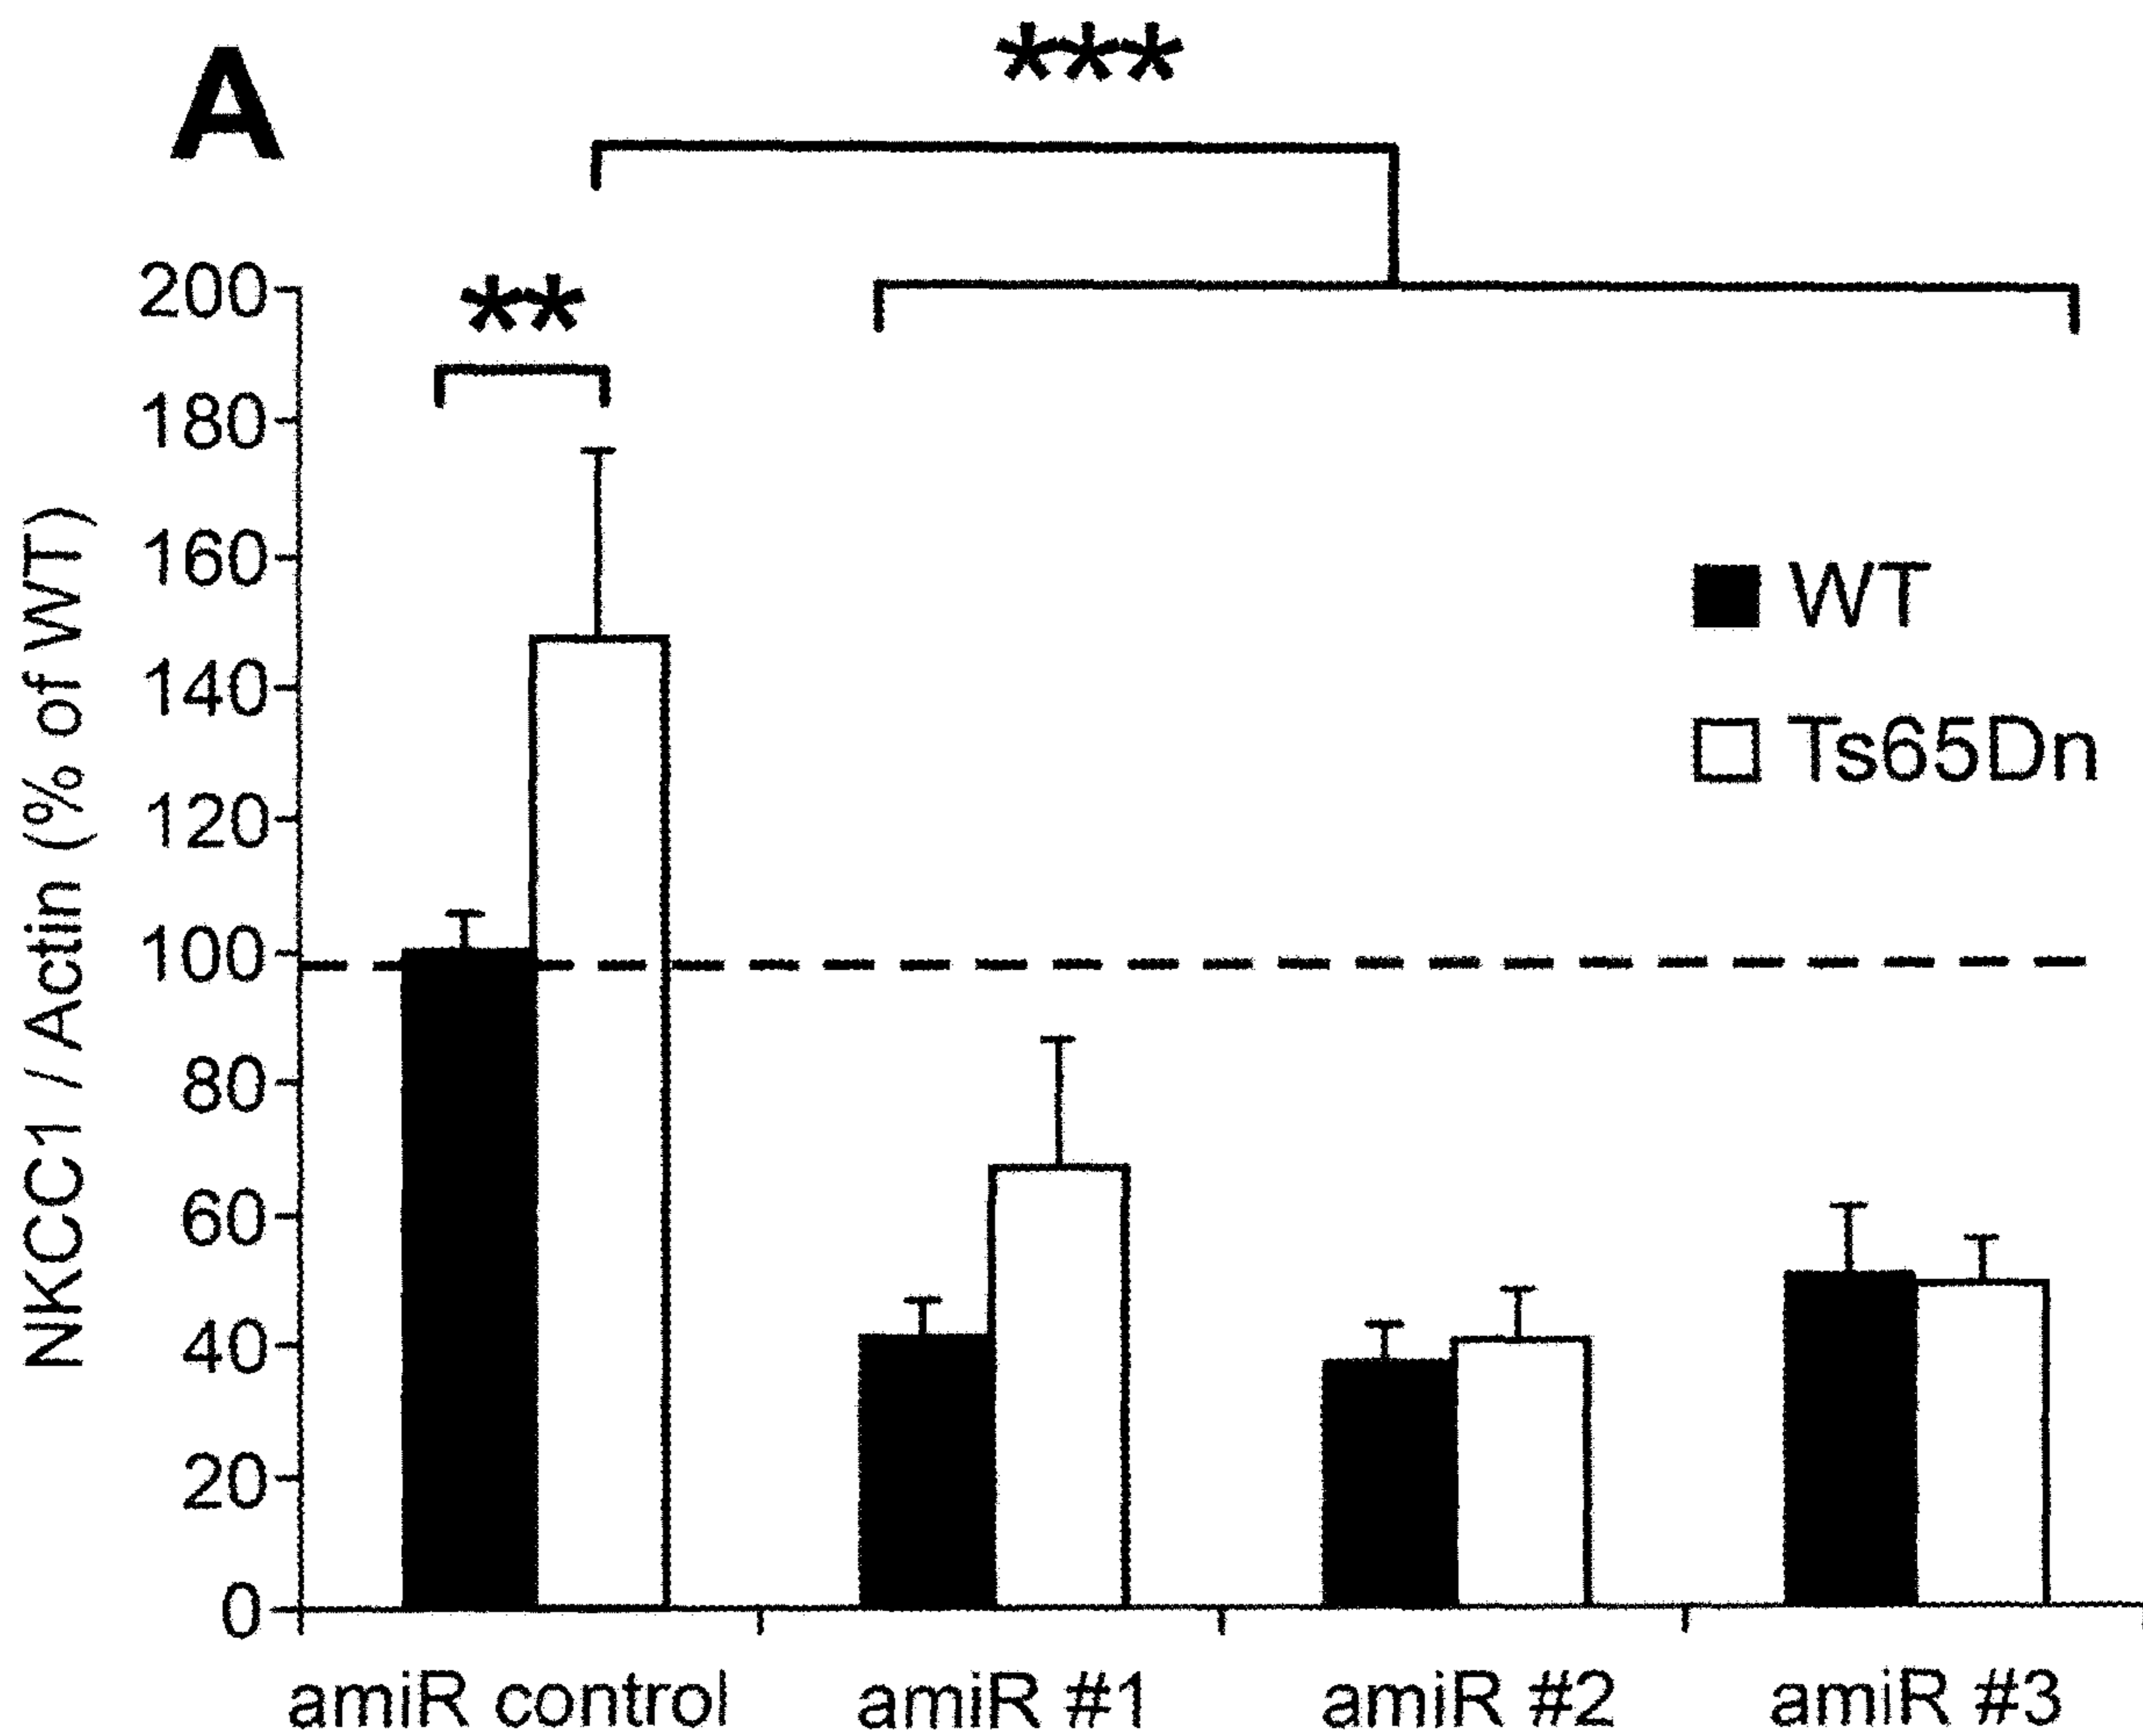 A
***
**
200
180
160
140
120
100
80
60
40
20
0
NKCC1 / Actin (% of WT)
WT
Ts65Dn
amiR control
amiR #1
amiR #2
amiR #3